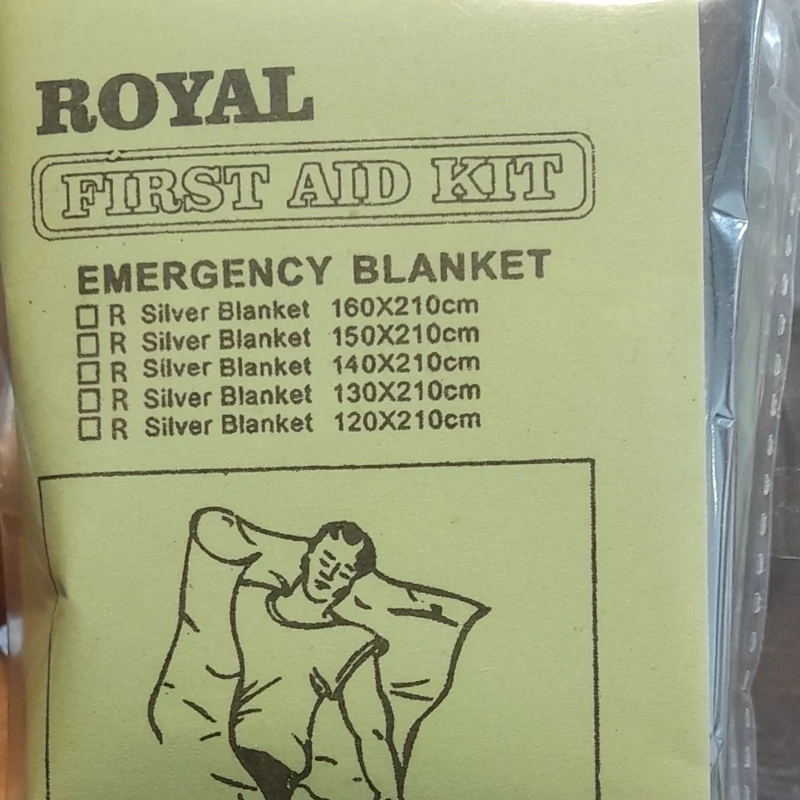 ROYAL
FIRST AID KIT
EMERGENCY BLANKET
☐ R Silver Blanket 160X210cm
☐ R Silver Blanket 150X210cm
☐ R Silver Blanket 140X210cm
☐ R Silver Blanket 130X210cm
☐ R Silver Blanket 120X210cm